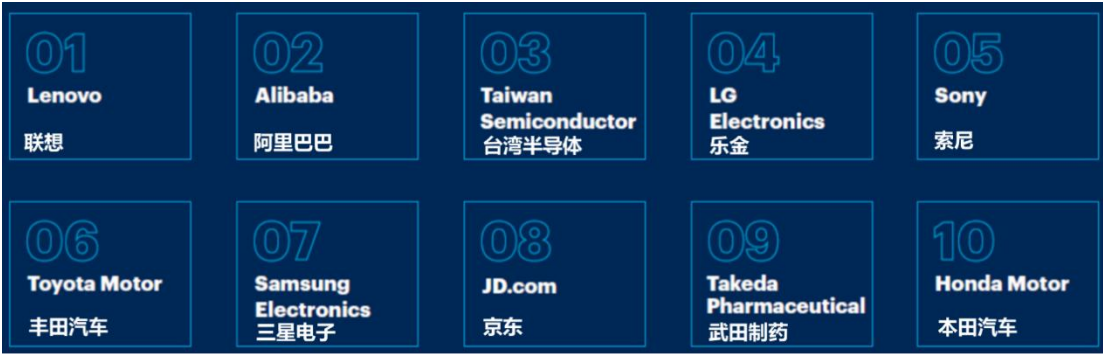 01
Lenovo
联想
02
Alibaba
阿里巴巴
03
Taiwan
Semiconductor
台湾半导体
04
LG
Electronics
乐金
05
Sony
索尼
06
Toyota Motor
丰田汽车
07
Samsung
Electronics
三星电子
08
JD.com
京东
09
Takeda
Pharmaceutical
武田制药
10
Honda Motor
本田汽车